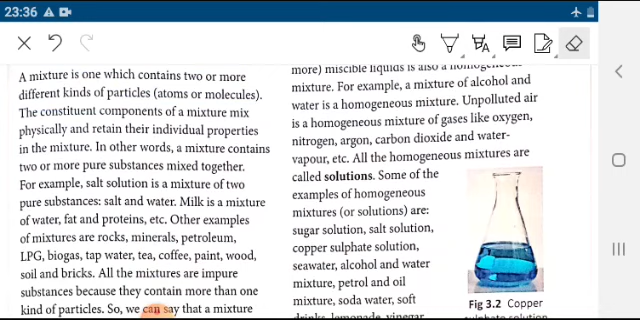 23:36
A mixture is one which contains two or more
different kinds of particles (atoms or molecules).
The constituent components of a mixture mix
physically and retain their individual properties
in the mixture. In other words, a mixture contains
two or more pure substances mixed together.
For example, salt solution is a mixture of two
pure substances: salt and water. Milk is a mixture
of water, fat and proteins, etc. Other examples
of mixtures are rocks, minerals, petroleum,
LPG, biogas, tap water, tea, coffee, paint, wood,
soil and bricks. All the mixtures are impure
substances because they contain more than one
kind of particles. So, we can say that a mixture
more) miscible liquids is also a homogeneous
mixture. For example, a mixture of alcohol and
water is a homogeneous mixture. Unpolluted air
is a homogeneous mixture of gases like oxygen,
nitrogen, argon, carbon dioxide and water-
vapour, etc. All the homogeneous mixtures are
called solutions. Some of the
examples of homogeneous
mixtures (or solutions) are:
sugar solution, salt solution,
copper sulphate solution,
seawater, alcohol and water
mixture, petrol and oil
mixture, soda water, soft
drinks, lemonade, vinegar
Fig 3.2 Copper
sulphate solution